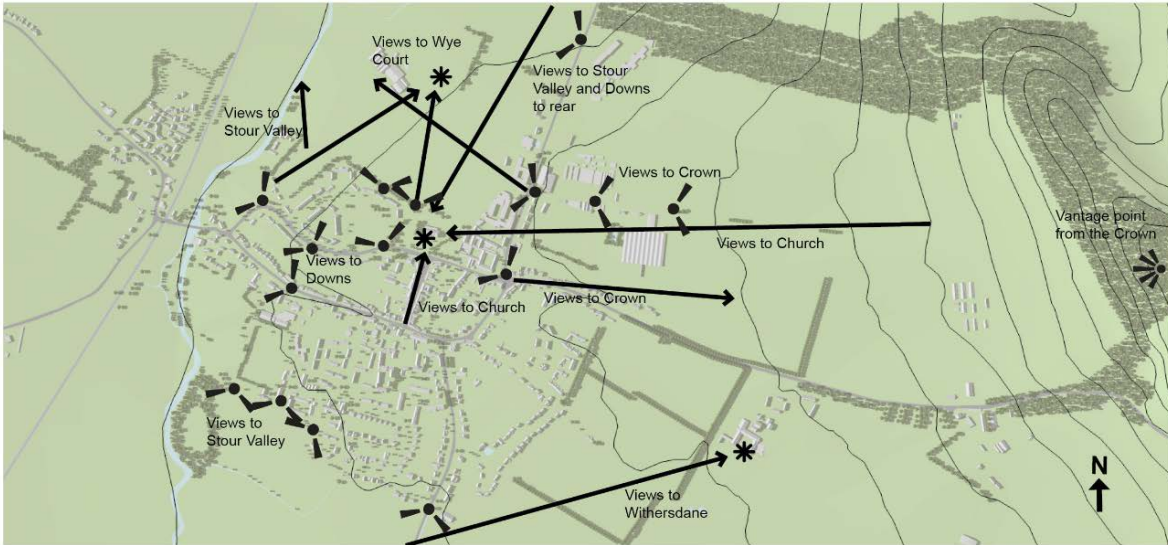 Views to Wye
Court
Views to Stour
Valley and Downs
to rear
Views to
Stour Valley
Views to Crown
Vantage point
from the Crown
Views to Church
Views to
Downs
Views to Church
Views to Crown
Views to
Stour Valley
N
Views to
Withersdane